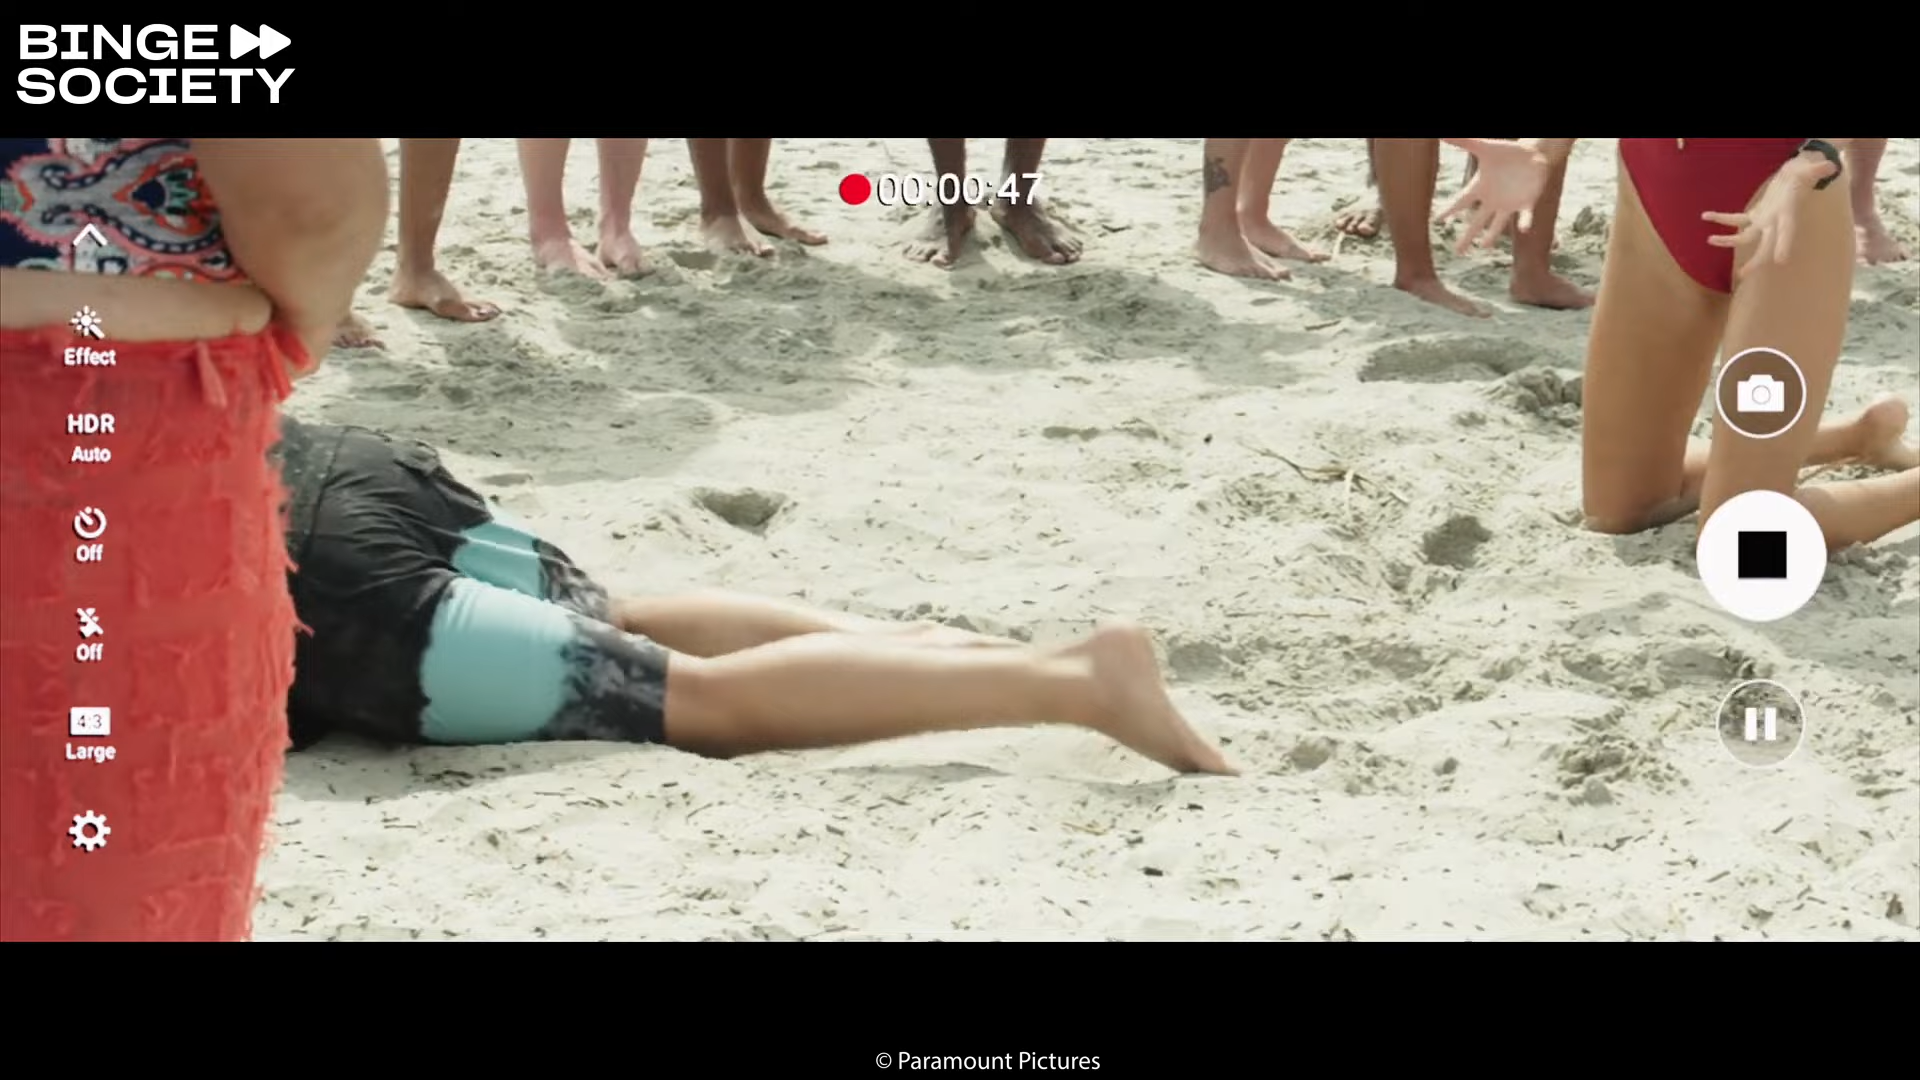 BINGE
SOCIETY
00:00:47
Effect
HDR
Auto
Off
Off
4:3
Large
© Paramount Pictures